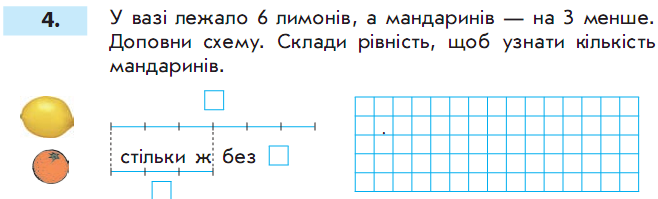 4. У вазі лежало 6 лимонів, а мандаринів — на 3 менше.
Доповни схему. Склади рівність, щоб узнати кількість
мандаринів.
стільки ж без